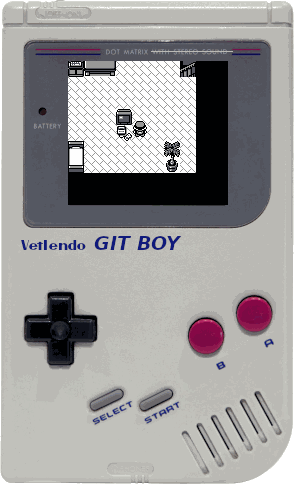 DOT MATRIX WITH STEREO SOUND
BATTERY
Vetlendo GIT BOY
A
B
SELECT START